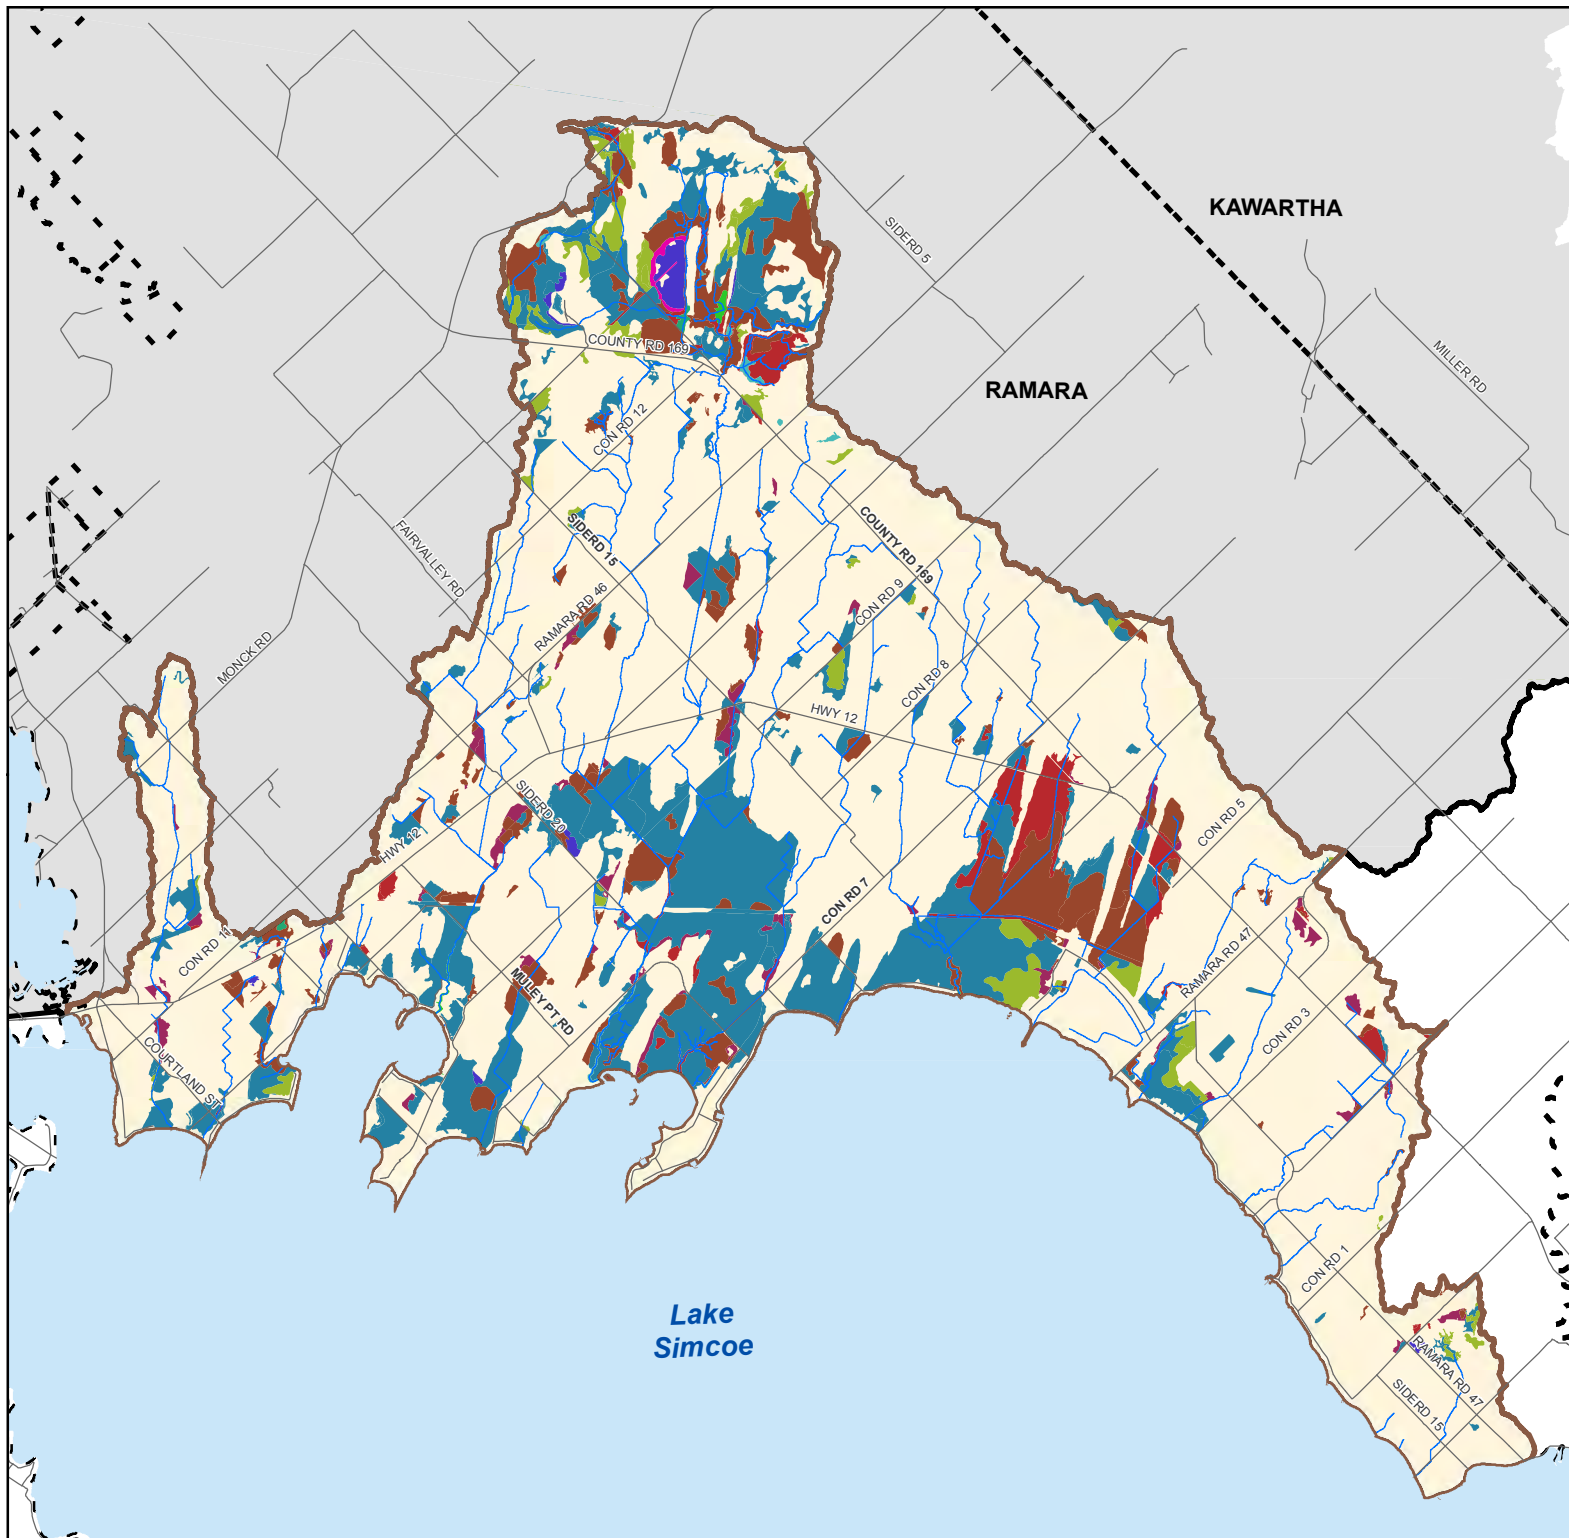 KAWARTHA
SIDERD 5
COUNTY RD 169
MILLER RD
RAMARA
CON RD 12
SIDERD 15
COUNTY RD 169
FAIRVALLEY RD
CON RD 9
RAMARA RD 46
MONCK RD
CON RD 8
HWY 12
SIDERD 20
CON RD 5
HWY 12
CON RD 7
CON RD 11
RAMARA RD 47
MULEY PT RD
CON RD 3
COURTLAND ST
CON RD 1
Lake
Simcoe
RAMARA RD 47
SIDERD 15